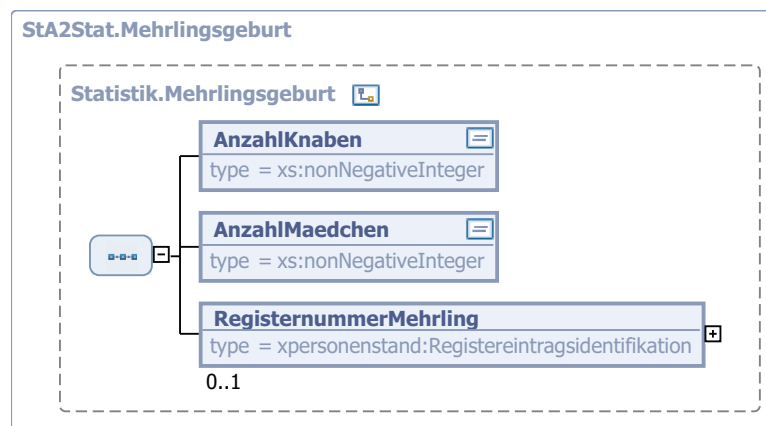 StA2Stat.Mehrlingsgeburt
Statistik.Mehrlingsgeburt
AnzahlKnaben
type = xs:nonNegativeInteger
AnzahlMaedchen
type = xs:nonNegativeInteger
RegisternummerMehrling
type = xpersonenstand:Registereintragsidentifikation
0..1